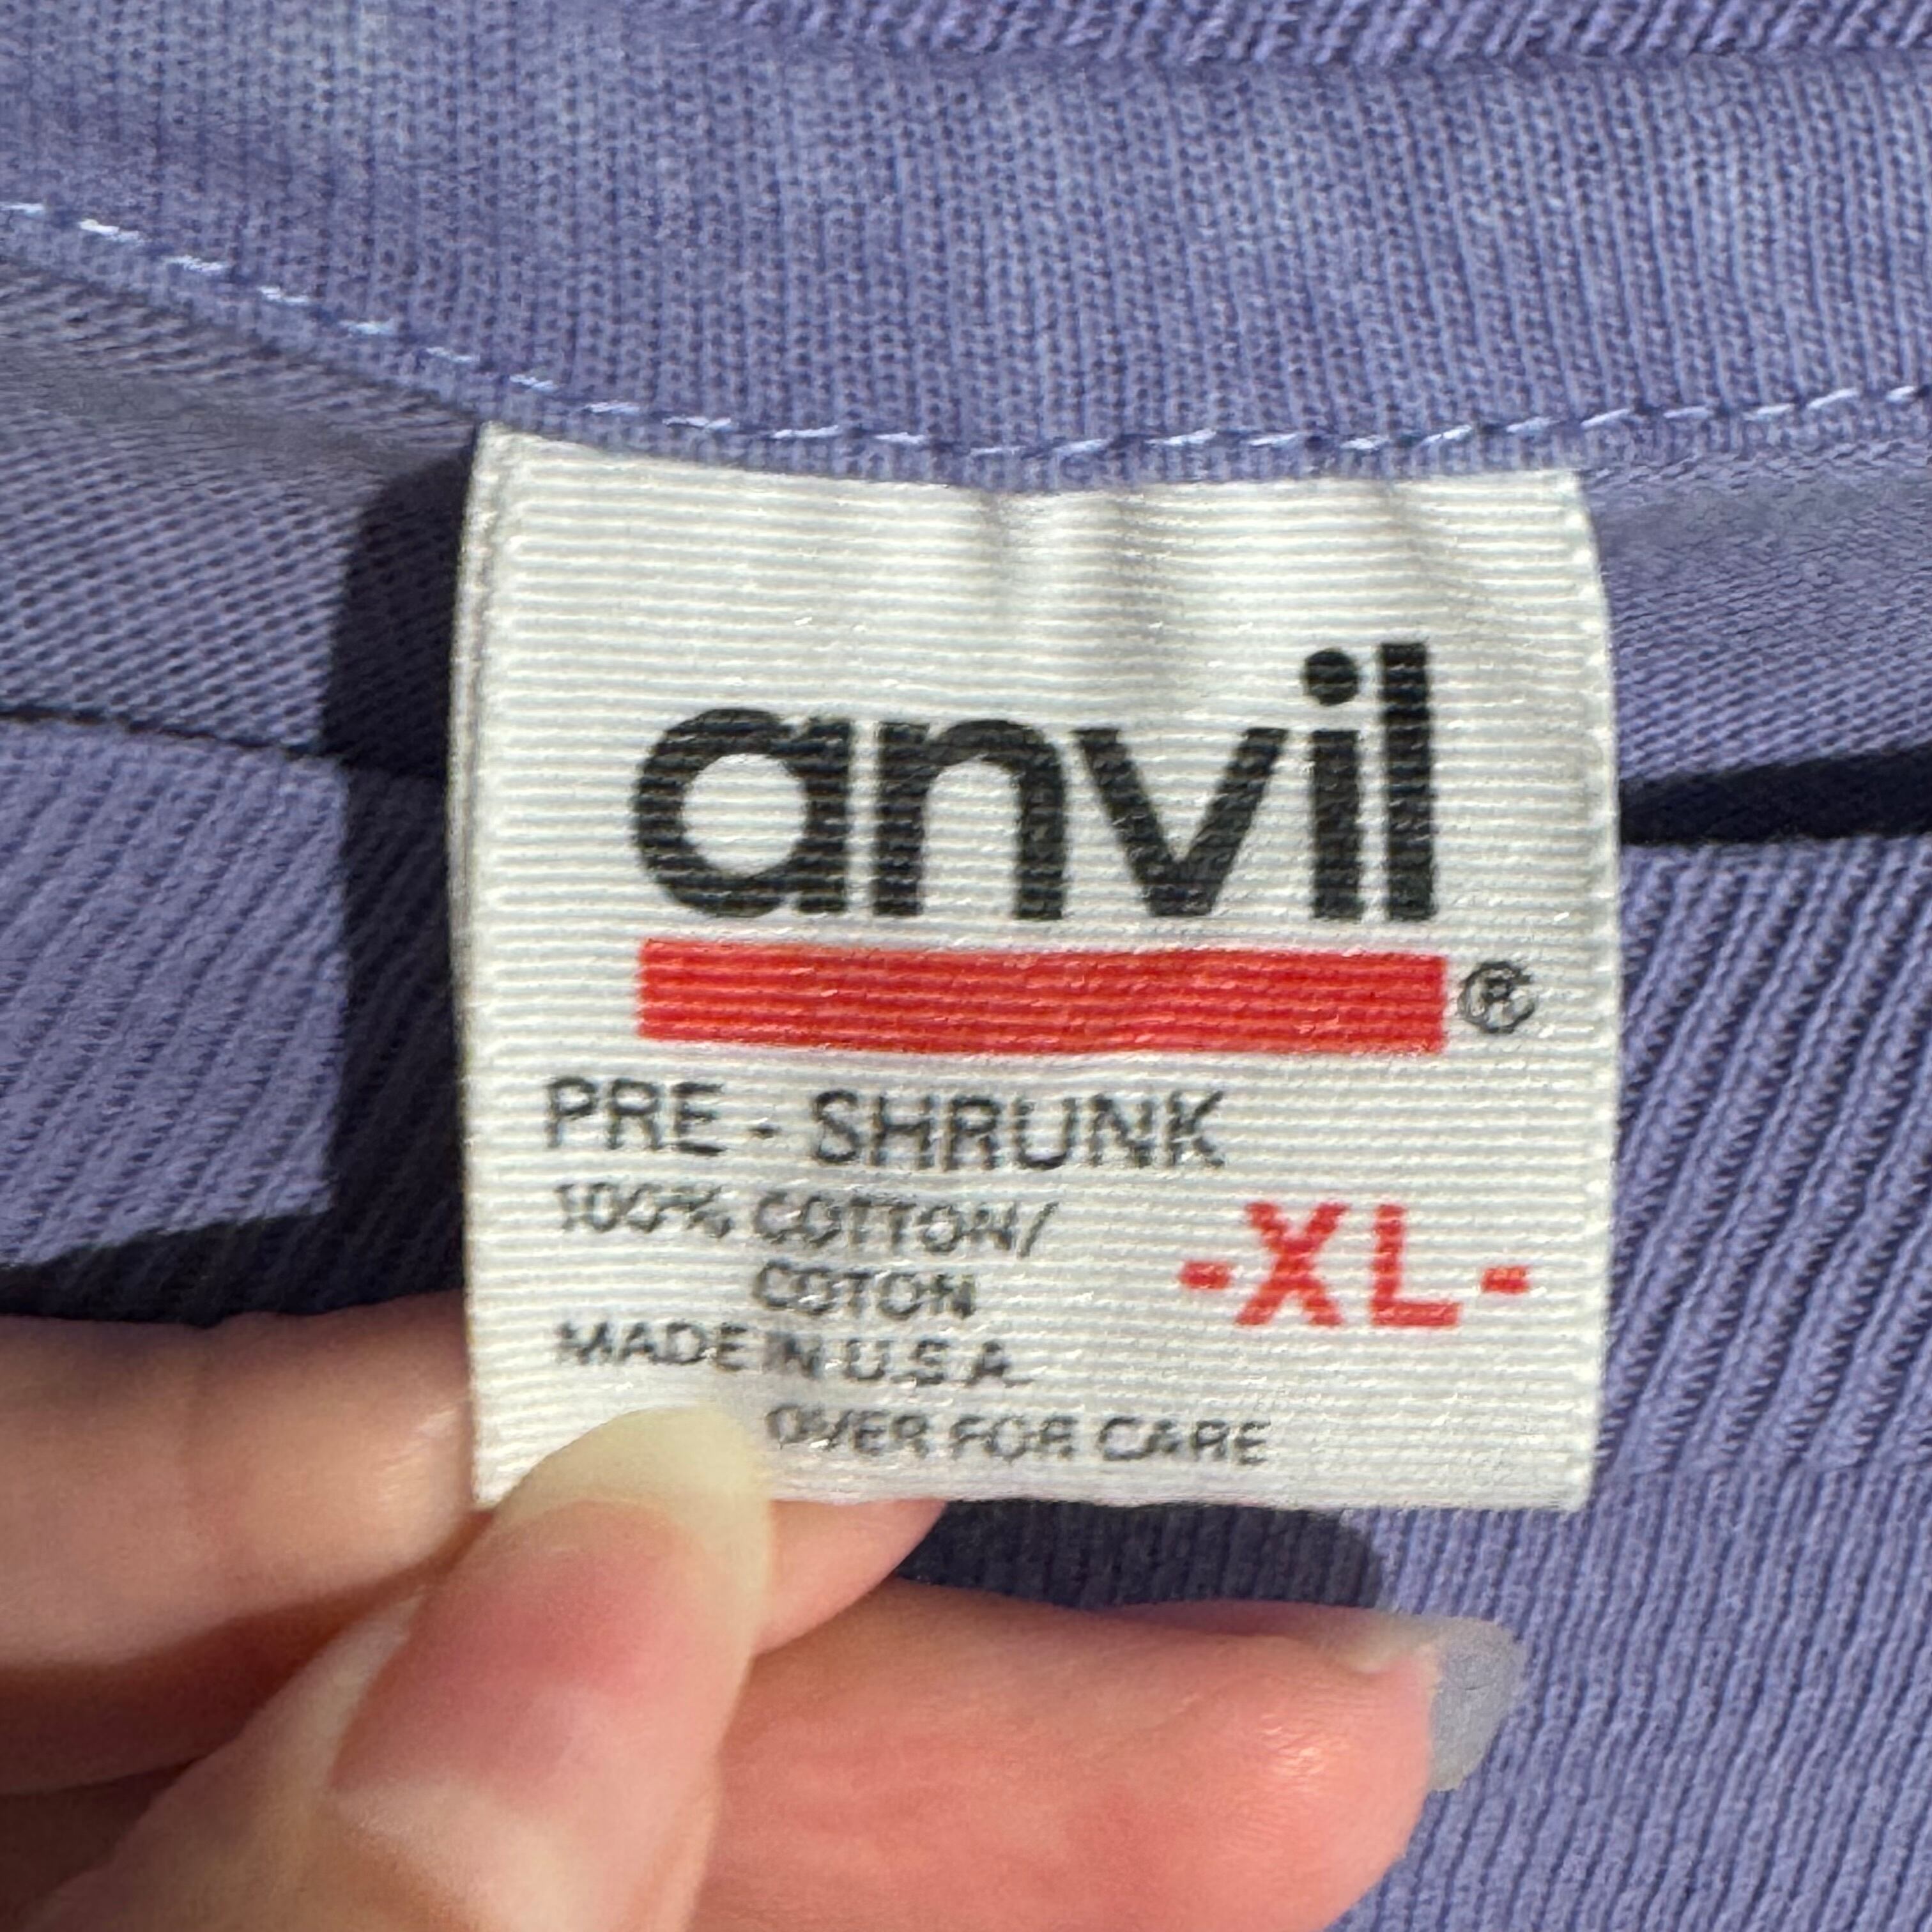 anvil
®
PRE - SHRUNK
100% COTTON/
COTON
-XL-
MADE IN U.S.A.
OVER FOR CARE